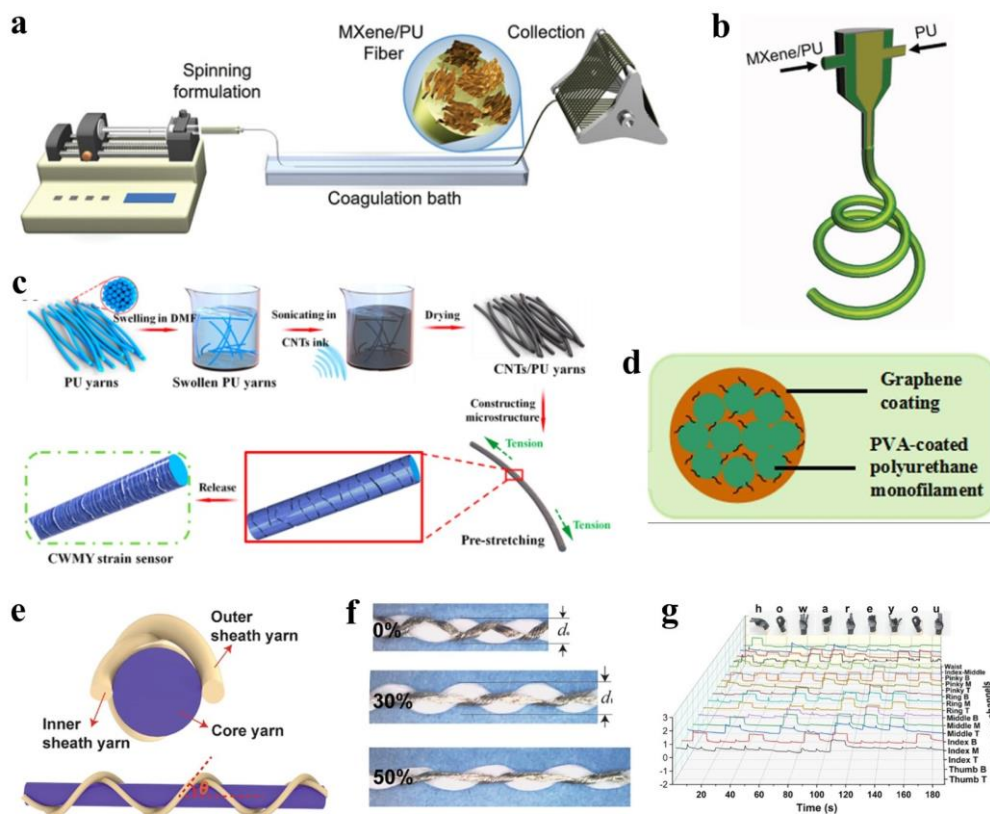 a
Spinning
formulation
MXene/PU
Fiber
Collection
Coagulation bath
b
MXene/PU
PU
c
Swelling in DMF
Sonicating in
CNTs ink
Drying
PU yarns
Swollen PU yarns
CNTs/PU yarns
Constructing
microstructure
Tension
Release
Tension
Pre-stretching
CWMY strain sensor
d
Graphene
coating
PVA-coated
polyurethane
monofilament
e
Outer
sheath yarn
Inner
sheath yarn
Core yarn
θ
f
0%
30%
50%
g
h o w a r e y o u
Waist
Index-Middle
Pinky B
Pinky M
Pinky T
Ring B
Ring M
Ring T
Middle B
Middle M
Middle T
Index B
Index M
Index T
Thumb B
Thumb T
3
2
1
0
-1
-2
20 40 60 80 100 120 140 160 180
Time (s)